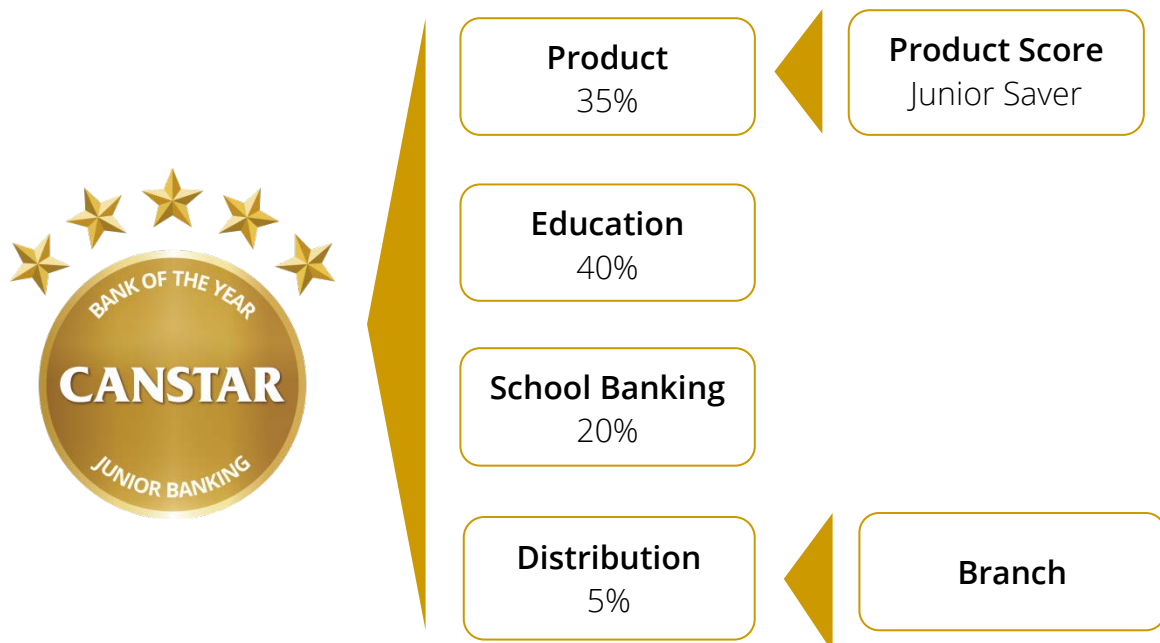 BANK OF THE YEAR
CANSTAR
JUNIOR BANKING
Product
35%
Product Score
Junior Saver
Education
40%
School Banking
20%
Distribution
5%
Branch